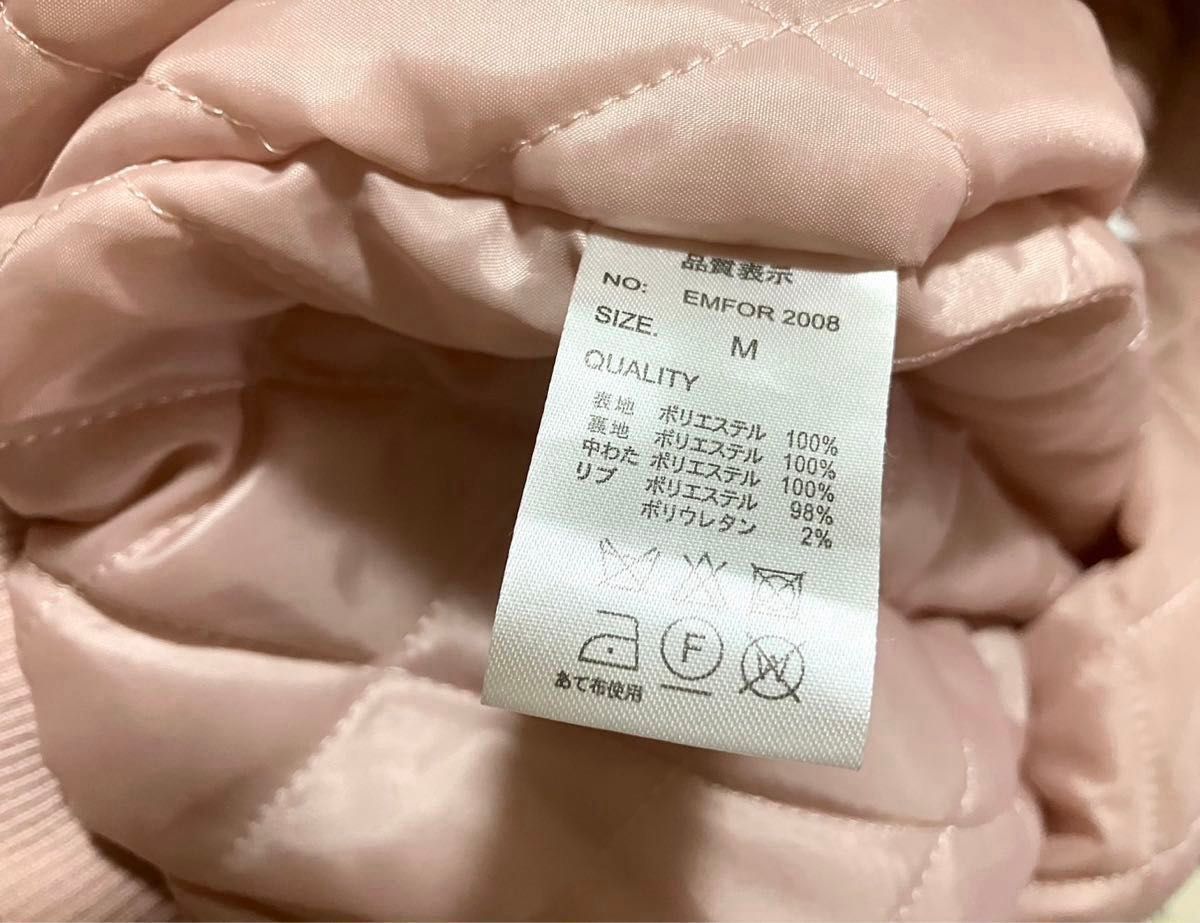 品質表示
NO: EMFOR 2008
SIZE. M
QUALITY
表地 ポリエステル 100%
裏地 ポリエステル 100%
中わた ポリエステル 100%
リブ ポリエステル 98%
ポリウレタン 2%
F W
あて布使用